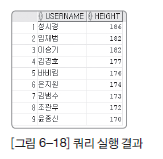 USERNAME HEIGHT
1 성시경 186
2 임재범 182
3 이승기 182
4 김경호 177
5 바비킴 176
6 은지원 174
7 김범수 173
8 조관우 172
9 윤종신 170
[그림 6-18] 쿼리 실행 결과